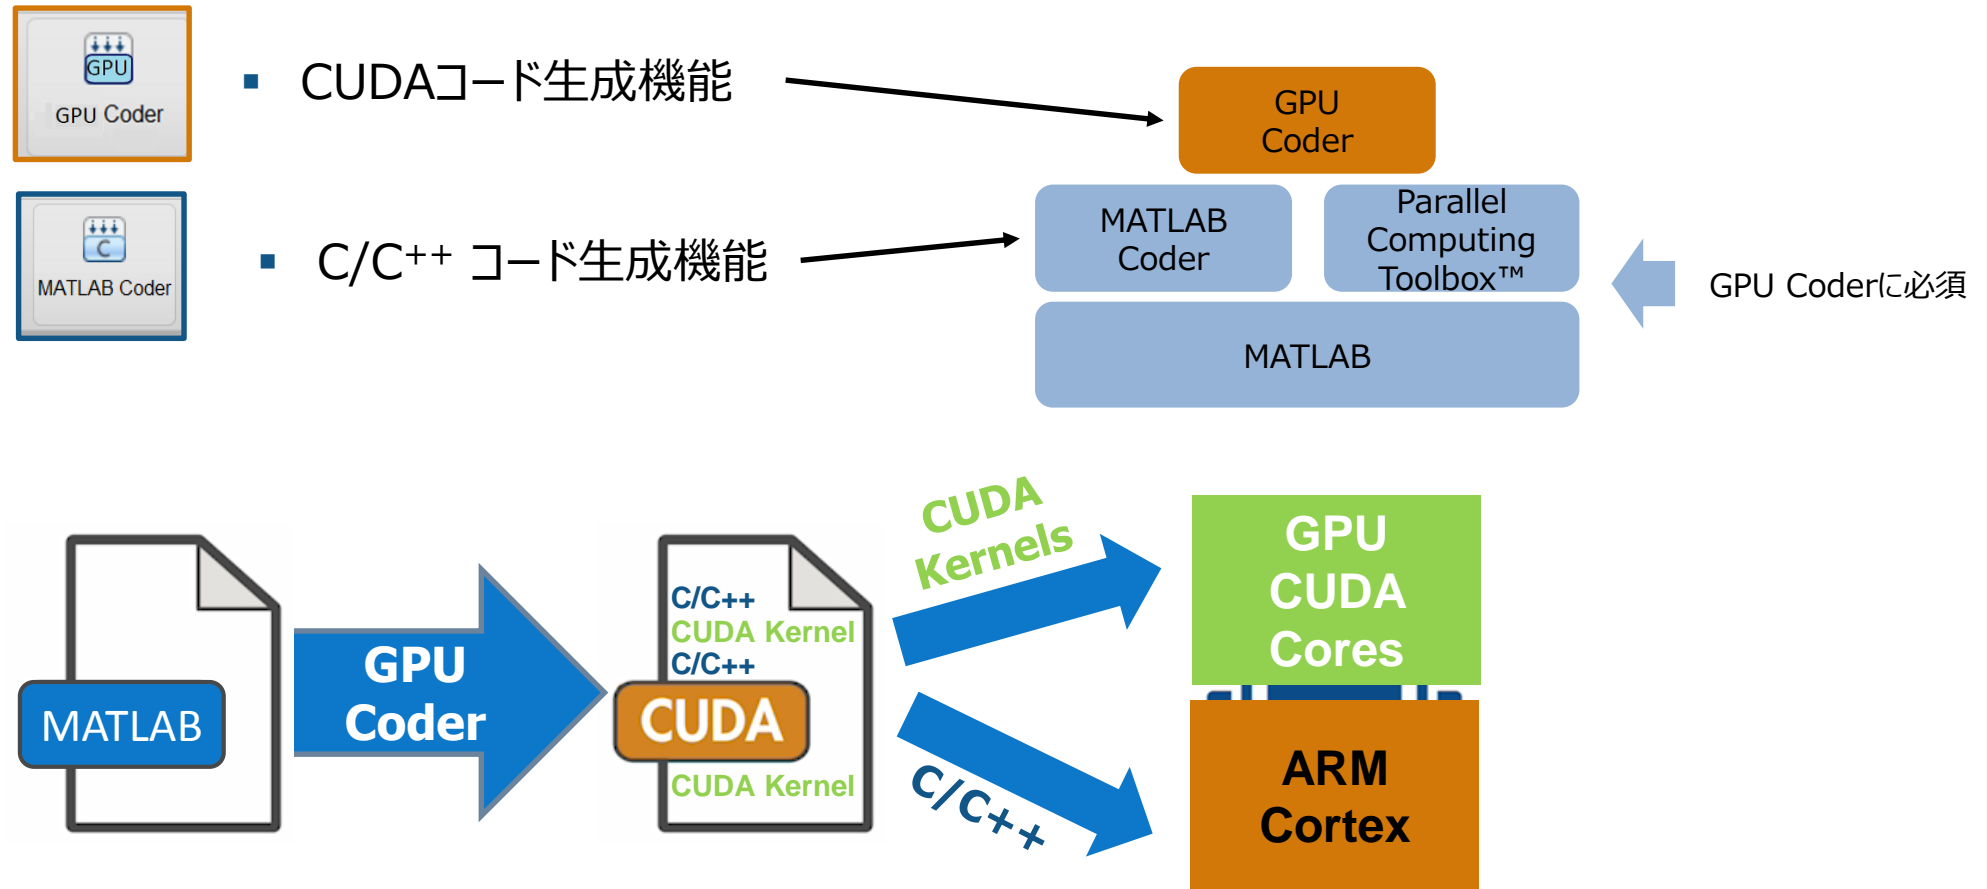 GPU
GPU Coder
▪ CUDAコード生成機能
GPU
Coder
C
MATLAB Coder
▪ C/C++ コード生成機能
MATLAB
Coder
Parallel
Computing
Toolbox™
MATLAB
GPU Coderに必須
MATLAB
GPU
Coder
C/C++
CUDA Kernel
C/C++
CUDA
CUDA Kernel
CUDA
Kernels
C/C++
GPU
CUDA
Cores
ARM
Cortex